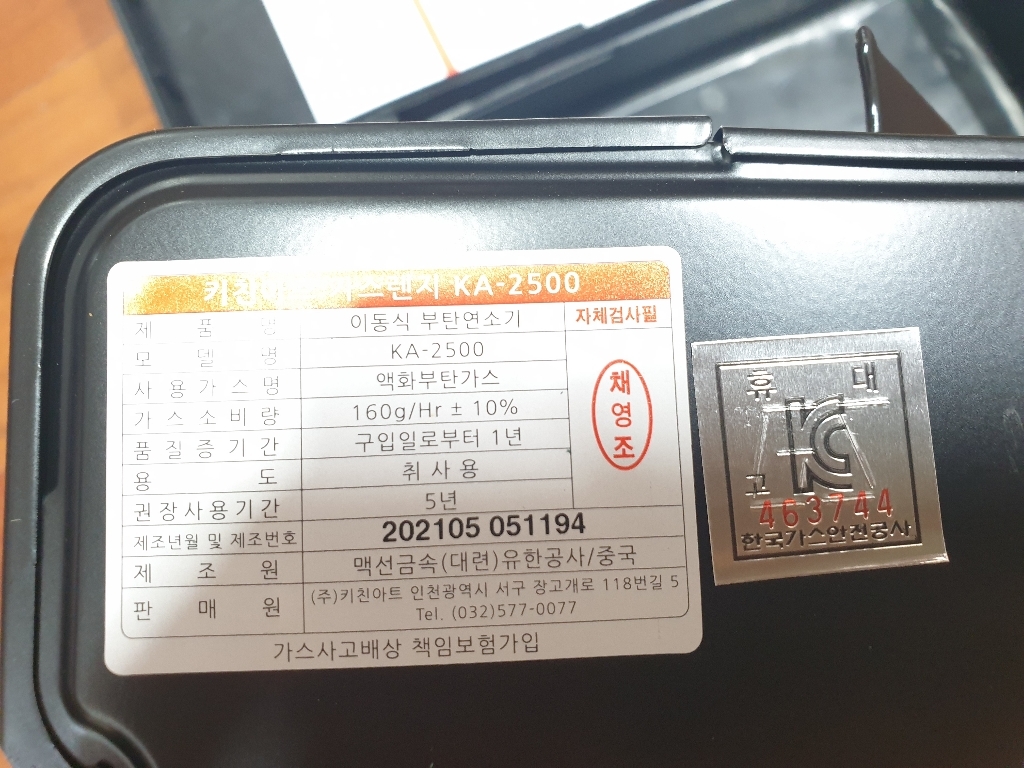 키친 스렌지 KA-2500
제 품 명 이동식 부탄연소기 자체검사필
모 델 명 KA-2500
사용가스명 액화부탄가스
가스소비량 160g/Hr ± 10%
품질증기간 구입일로부터 1년
용 도 취사용
권장사용기간 5년
채영조
제조년월 및 제조번호 202105 051194
제 조 원 맥선금속(대련)유한공사/중국
판 매 원 (주)키친아트 인천광역시 서구 장고개로 118번길 5
Tel. (032)577-0077
가스사고배상 책임보험가입
휴 대
KC
고
463744
한국가스안전공사